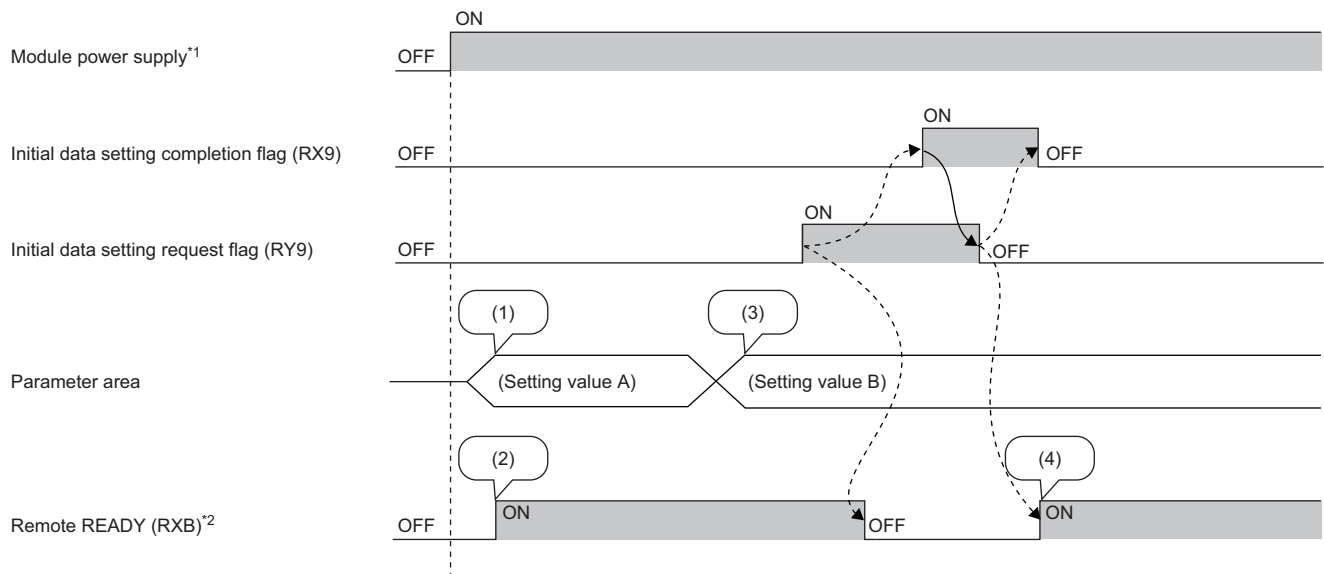 ON
Module power supply*1 OFF
ON
Initial data setting completion flag (RX9) OFF OFF
ON
Initial data setting request flag (RY9) OFF OFF
(1) (3)
Parameter area (Setting value A) (Setting value B)
(2) (4)
ON ON
Remote READY (RXB)*2 OFF OFF